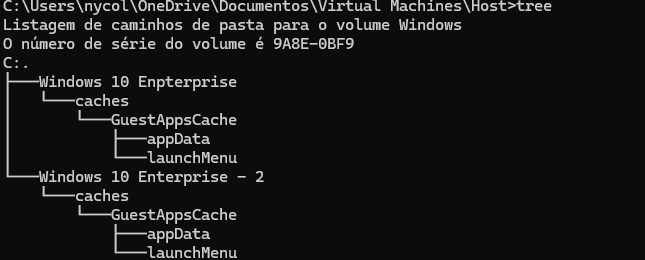 C:\Users\nycol\OneDrive\Documentos\Virtual Machines\Host>tree
Listagem de caminhos de pasta para o volume Windows
O número de série do volume é 9A8E-0BF9
C:.
├───Windows 10 Enpterprise
│   └───caches
│       └───GuestAppsCache
│           ├───appData
│           └───launchMenu
└───Windows 10 Enterprise - 2
    └───caches
        └───GuestAppsCache
            ├───appData
            └───launchMenu